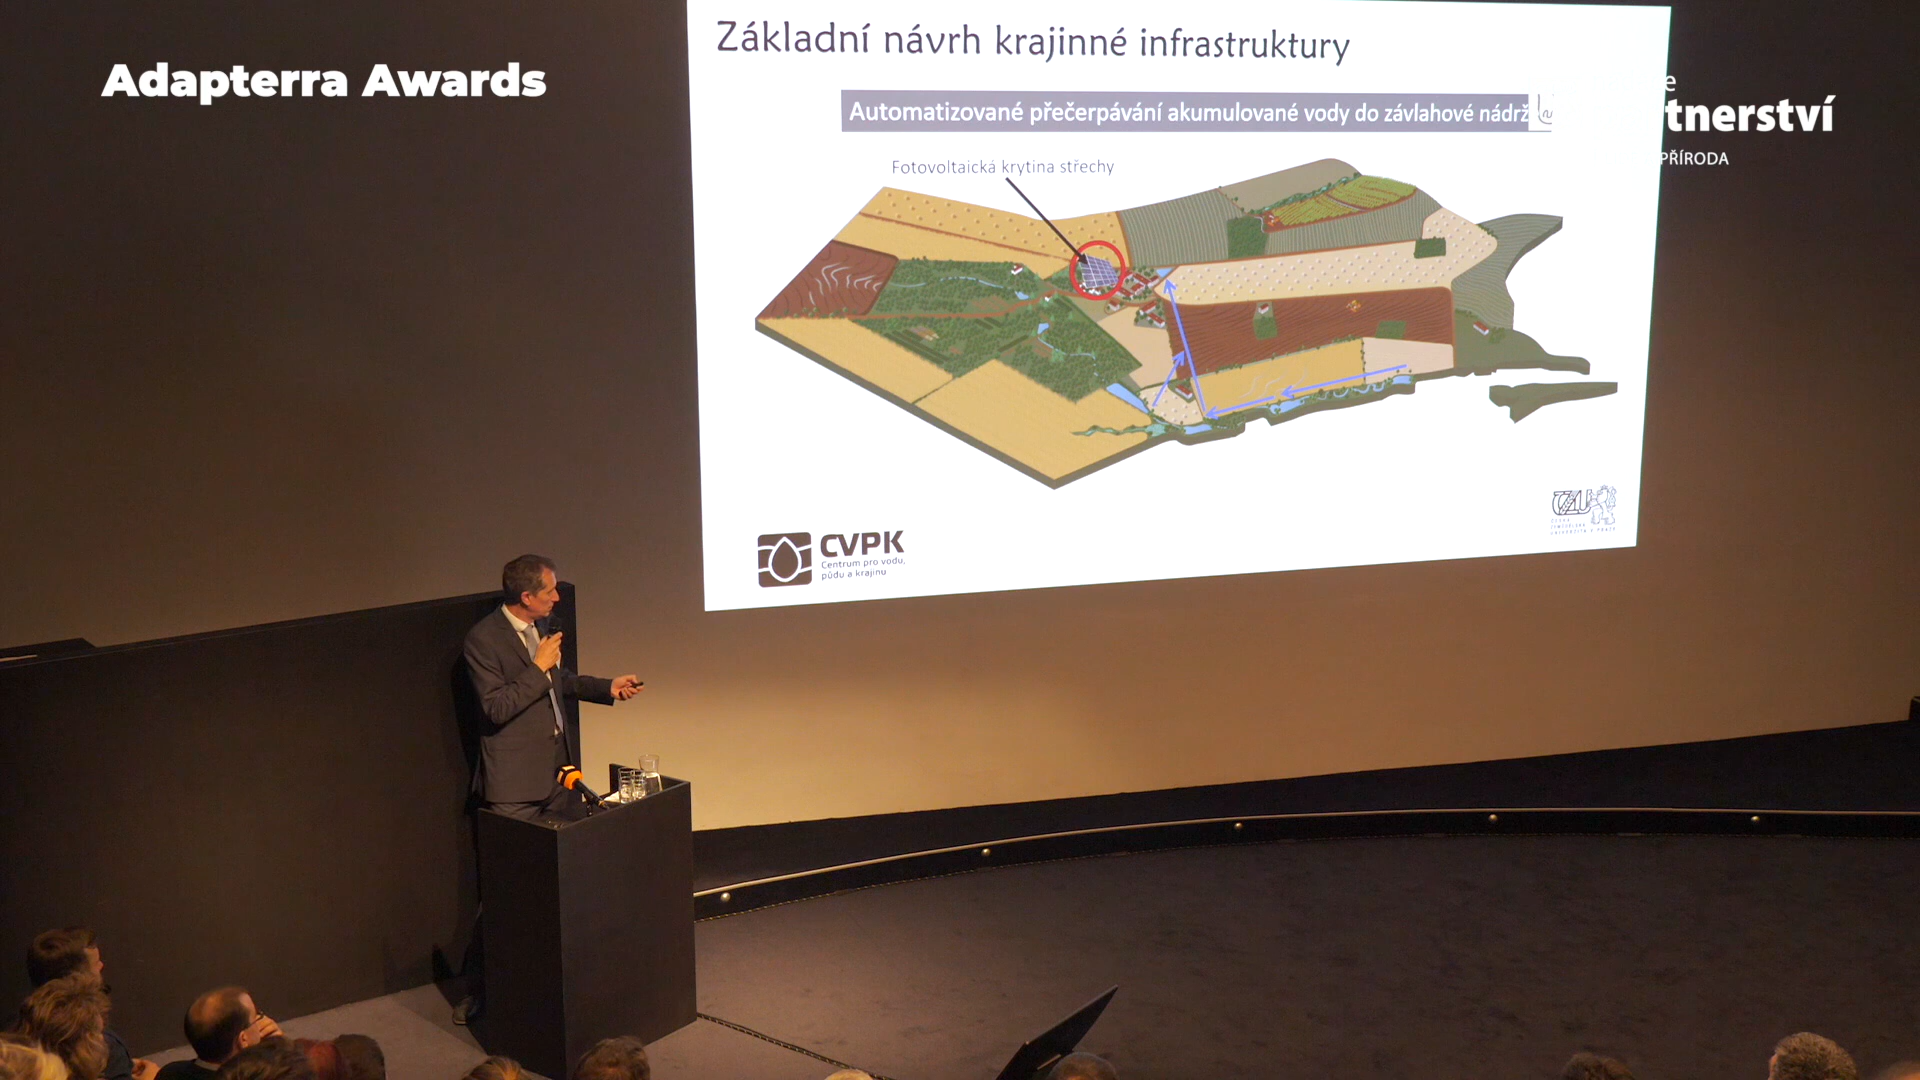 Adapterra Awards
Základní návrh krajinné infrastruktury
Automatizované přečerpávání akumulované vody do závlahové nádrž
Fotovoltaická krytina střechy
tnerství
PŘÍRODA
CVPK
Centrum pro vodu,
půdu a krajinu
ČZU